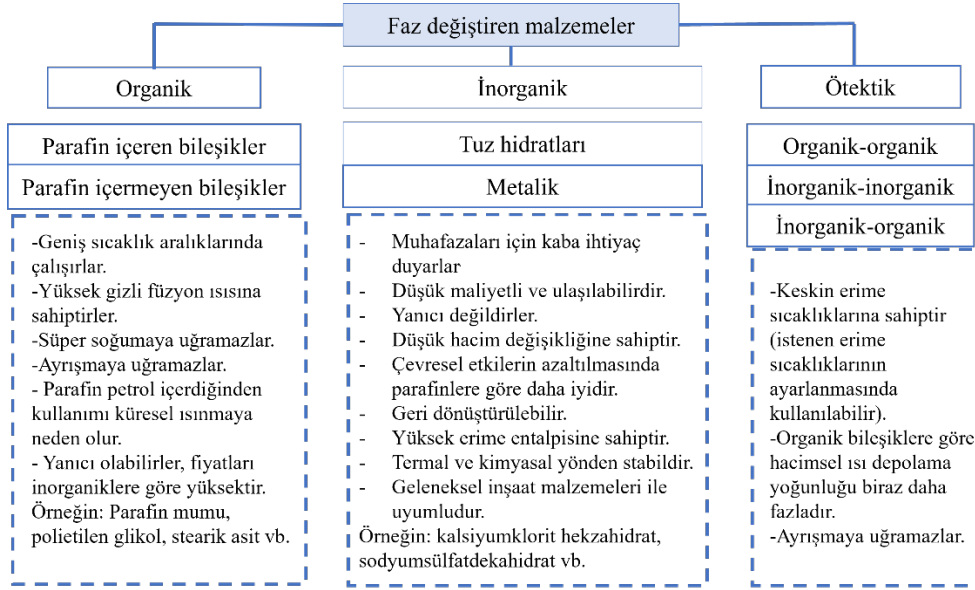 Faz değiştiren malzemeler
Organik
Parafin içeren bileşikler
Parafin içermeyen bileşikler
-Geniş sıcaklık aralıklarında
çalışırlar.
-Yüksek gizli füzyon ısısına
sahiptirler.
-Süper soğumaya uğramazlar.
-Ayrışmaya uğramazlar.
- Parafin petrol içerdiğinden
kullanımı küresel ısınmaya
neden olur.
- Yanıcı olabilirler, fiyatları
inorganiklere göre yüksektir.
Örneğin: Parafin mumu,
polietilen glikol, stearik asit vb.
İnorganik
Tuz hidratları
Metalik
- Muhafazaları için kaba ihtiyaç
duyarlar
- Düşük maliyetli ve ulaşılabilirdir.
- Yanıcı değildirler.
- Düşük hacim değişikliğine sahiptir.
- Çevresel etkilerin azaltılmasında
parafinlere göre daha iyidir.
- Geri dönüştürülebilir.
- Yüksek erime entalpisine sahiptir.
- Termal ve kimyasal yönden stabildir.
- Geleneksel inşaat malzemeleri ile
uyumludur.
Örneğin: kalsiyumklorit hekzahidrat,
sodyumsülfatdekahidrat vb.
Ötektik
Organik-organik
İnorganik-inorganik
İnorganik-organik
-Keskin erime
sıcaklıklarına sahiptir
(istenen erime
sıcaklıklarının
ayarlanmasında
kullanılabilir).
-Organik bileşiklere göre
hacimsel ısı depolama
yoğunluğu biraz daha
fazladır.
-Ayrışmaya uğramazlar.